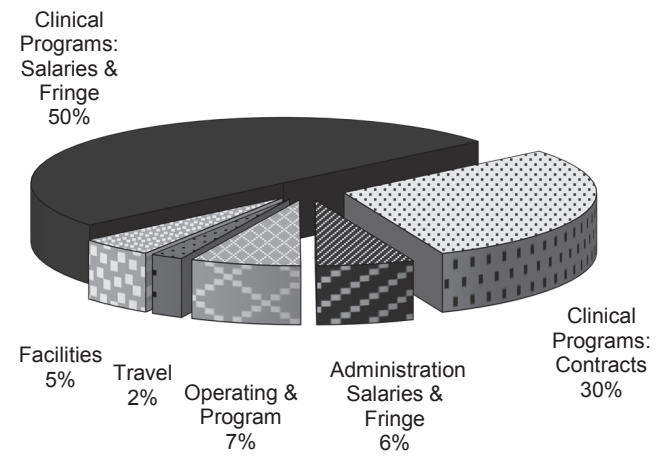 Clinical
Programs:
Salaries &
Fringe
50%
Facilities
5%
Travel
2%
Operating &
Program
7%
Administration
Salaries &
Fringe
6%
Clinical
Programs:
Contracts
30%